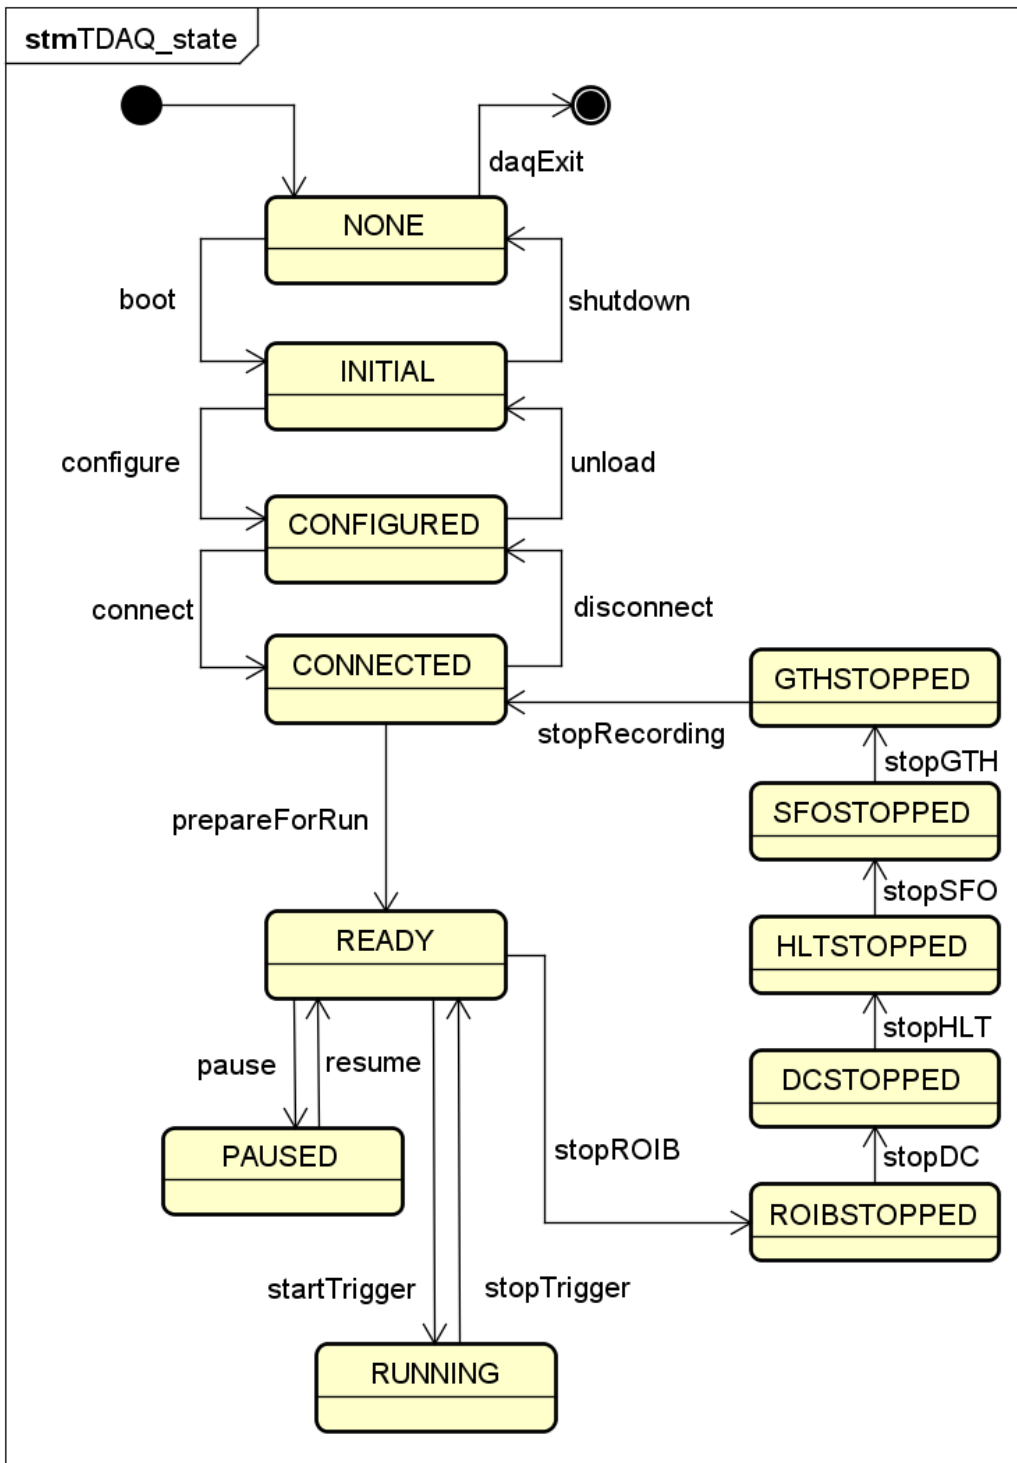 stmTDAQ_state
daqExit
NONE
boot
shutdown
INITIAL
configure
unload
CONFIGURED
connect
disconnect
CONNECTED
GTHSTOPPED
stopRecording
stopGTH
prepareForRun
SFOSTOPPED
stopSFO
READY
HLTSTOPPED
stopHLT
pause
resume
DCSTOPPED
PAUSED
stopROIB
stopDC
ROIBSTOPPED
startTrigger
stopTrigger
RUNNING